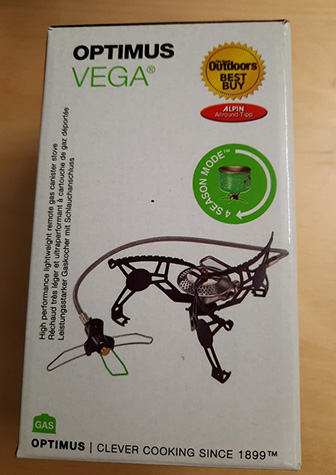 OPTIMUS
VEGA®
Outdoors
BEST
BUY
ALPIN
Allround-Tipp
4 SEASON MODE™
High performance lightweight remote gas canister stove
Réchaud très léger et ultraperformant à cartouche de gaz déportée
Leistungsstarker Gaskocher mit Schlauchanschluss
GAS
OPTIMUS | CLEVER COOKING SINCE 1899™